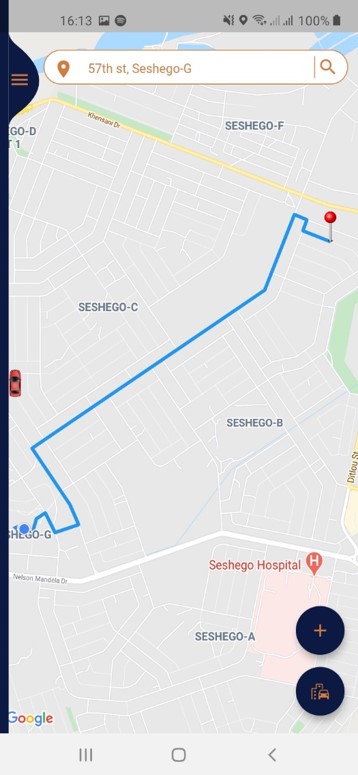 16:13
100%
57th st, Seshego-G
GO-D
T 1
Khensani Dr
SESHEGO-F
SESHEGO-C
SESHEGO-B
Ditlou St
SHEGO-G
Nelson Mandela Dr
Seshego Hospital
H
SESHEGO-A
+
Google